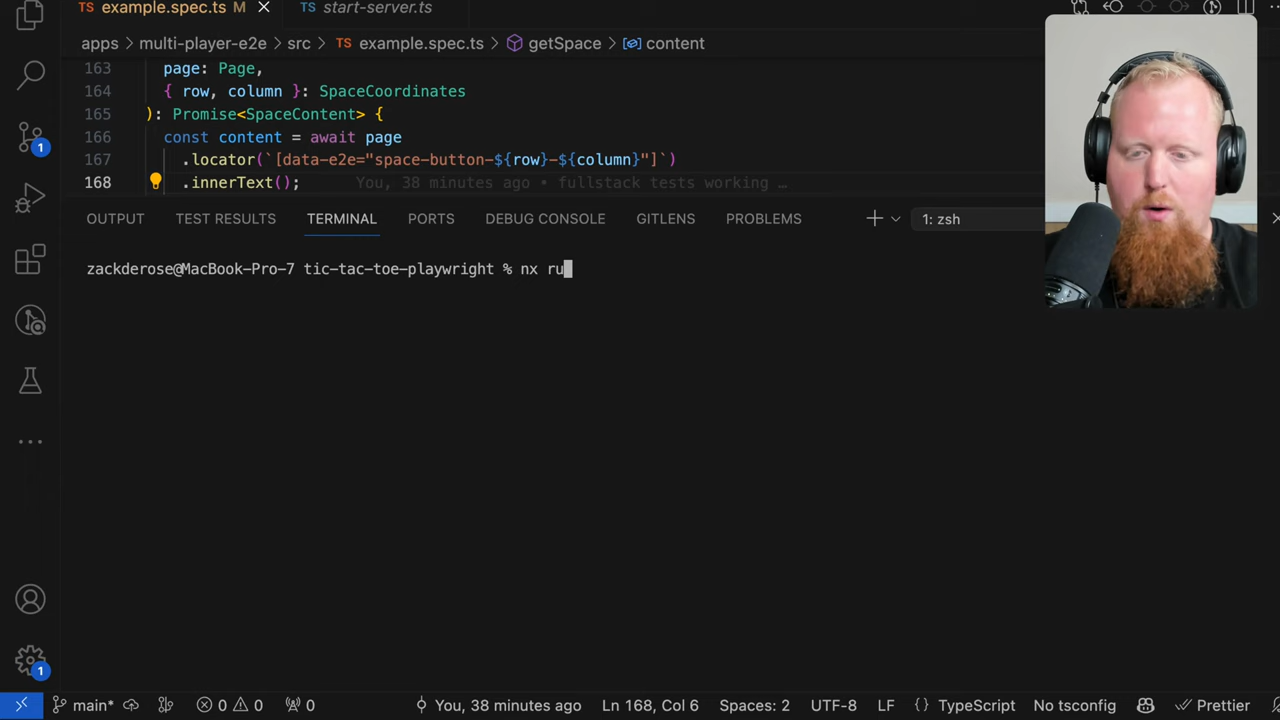 TS example.spec.ts M
TS start-server.ts
apps > multi-player-e2e > src > TS example.spec.ts > getSpace > content
163 page: Page,
164 { row, column }: SpaceCoordinates
165 ): Promise<SpaceContent> {
166 const content = await page
167 .locator(`[data-e2e="space-button-${row}-${column}"]`)
168 .innerText(); You, 38 minutes ago • fullstack tests working …
OUTPUT TEST RESULTS TERMINAL PORTS DEBUG CONSOLE GITLENS PROBLEMS
1: zsh
zackderose@MacBook-Pro-7 tic-tac-toe-playwright % nx ru
1
1
main* 0 0 0 You, 38 minutes ago Ln 168, Col 6 Spaces: 2 UTF-8 LF { } TypeScript No tsconfig Prettier